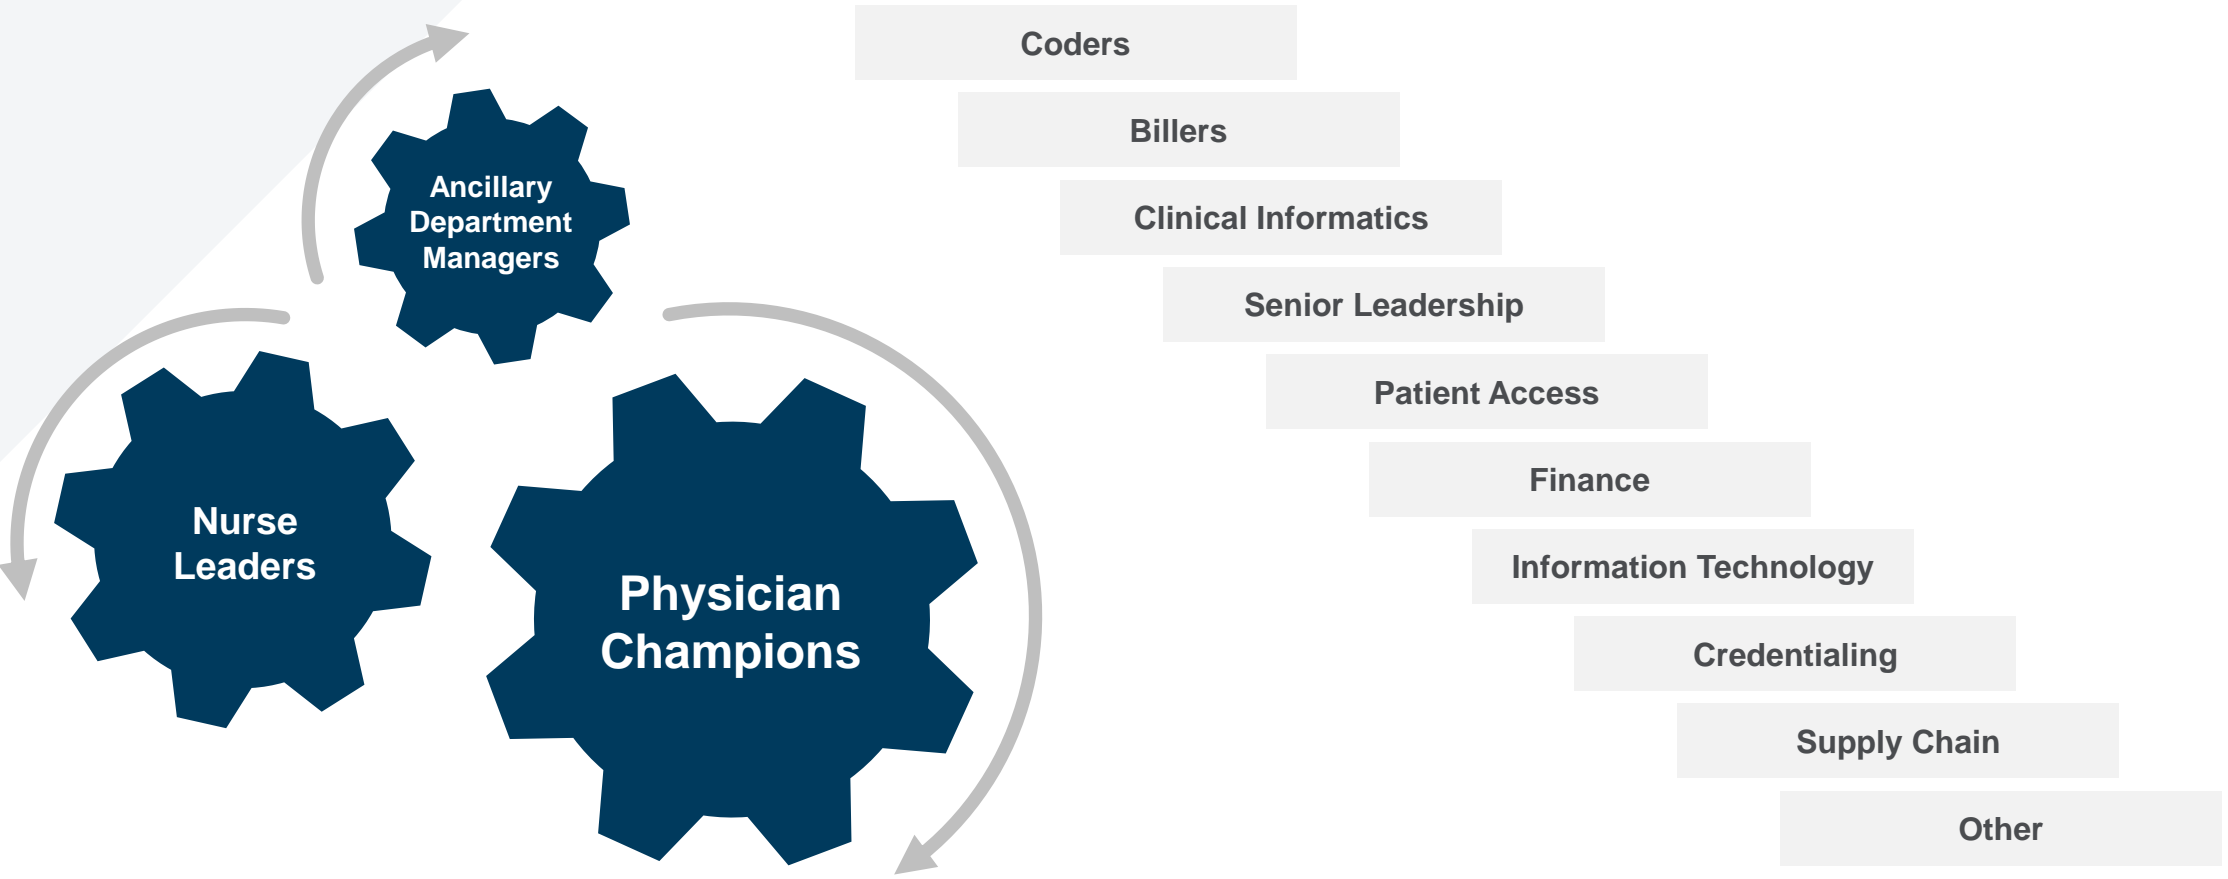 Ancillary
Department
Managers
Nurse
Leaders
Physician
Champions
Coders
Billers
Clinical Informatics
Senior Leadership
Patient Access
Finance
Information Technology
Credentialing
Supply Chain
Other